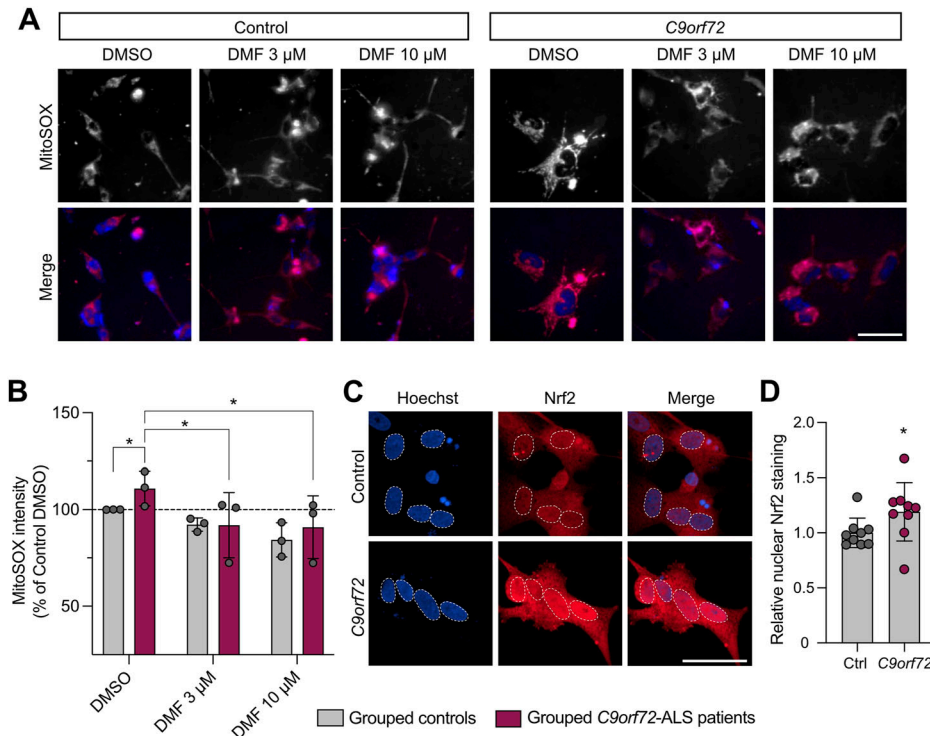 A
Control
C9orf72
DMSO
DMF 3 μM
DMF 10 μM
DMSO
DMF 3 μM
DMF 10 μM
MitoSOX
Merge
B
MitoSOX intensity
(% of Control DMSO)
150
100
50
*
*
*
DMSO
DMF 3 μM
DMF 10 μM
C
Hoechst
Nrf2
Merge
Control
C9orf72
D
Relative nuclear Nrf2 staining
2.0
1.5
1.0
0.5
0
*
Ctrl
C9orf72
Grouped controls
Grouped C9orf72-ALS patients